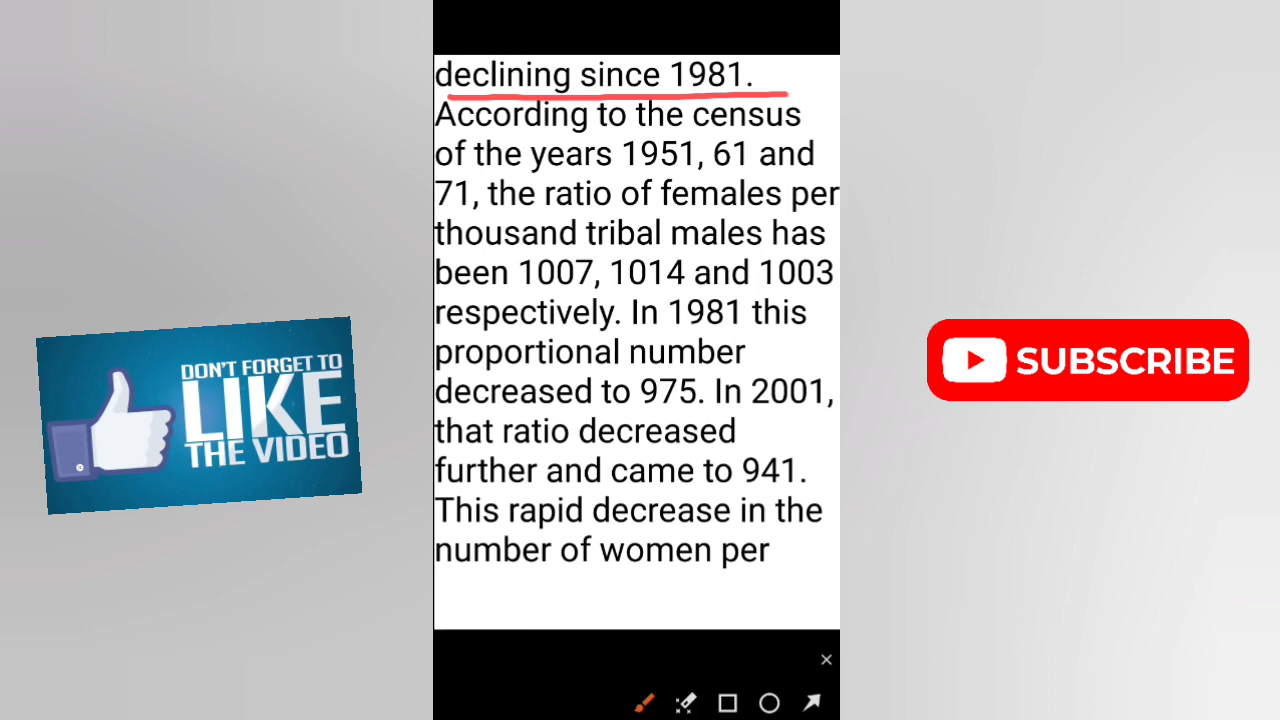 declining since 1981.
According to the census
of the years 1951, 61 and
71, the ratio of females per
thousand tribal males has
been 1007, 1014 and 1003
respectively. In 1981 this
proportional number
decreased to 975. In 2001,
that ratio decreased
further and came to 941.
This rapid decrease in the
number of women per
DON'T FORGET TO
LIKE
THE VIDEO
SUBSCRIBE